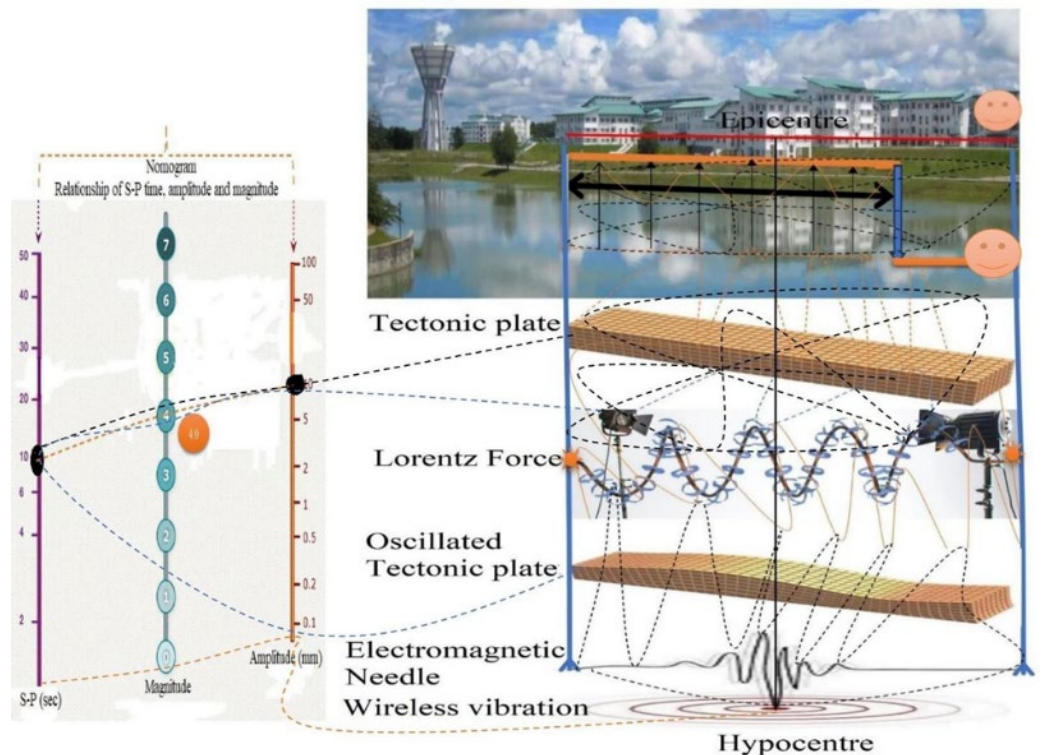 Nomogram
Relationship of S-P time, amplitude and magnitude
50
40
30
20
10
6
4
2
S-P (sec)
7
6
5
4
3
2
1
0
Magnitude
4.0
100
50
5
2
1
0.5
0.2
0.1
Amplitude (mm)
Epicentre
Tectonic plate
Lorentz Force
Oscillated
Tectonic plate
Electromagnetic
Needle
Wireless vibration
Hypocentre